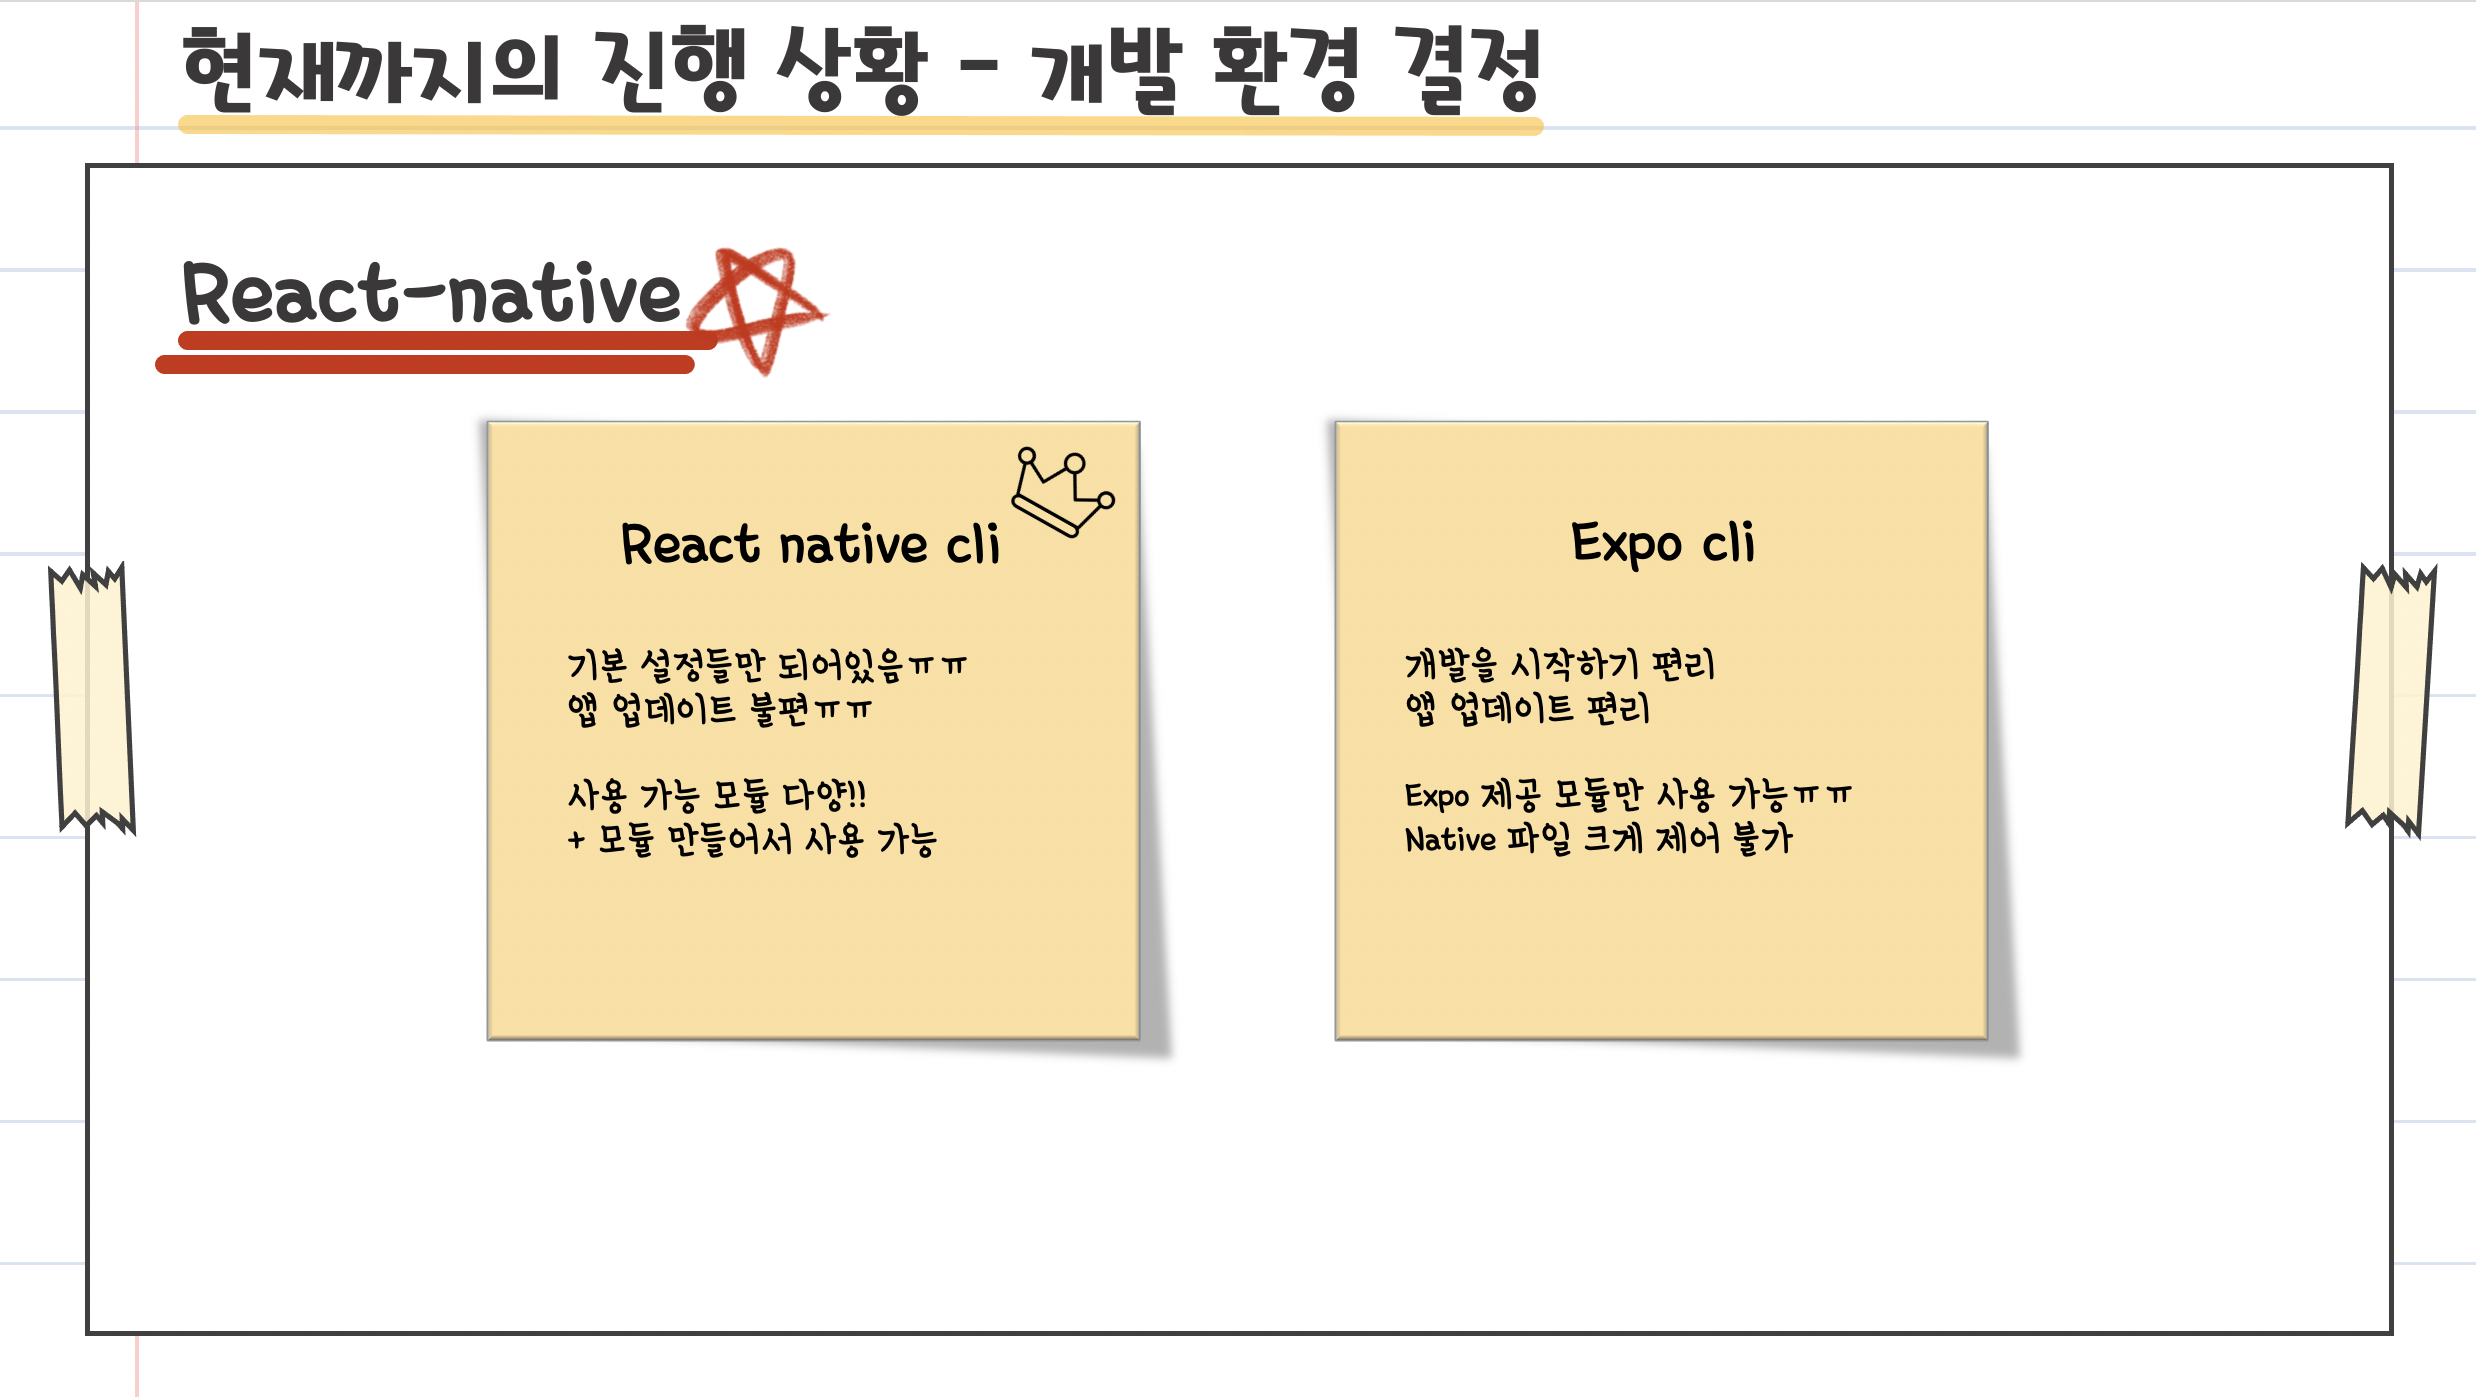 현재까지의 진행 상황 - 개발 환경 결정
React-native
React native cli
기본 설정들만 되어있음ㅠㅠ
앱 업데이트 불편ㅠㅠ
사용 가능 모듈 다양!!
+ 모듈 만들어서 사용 가능
Expo cli
개발을 시작하기 편리
앱 업데이트 편리
Expo 제공 모듈만 사용 가능ㅠㅠ
Native 파일 크게 제어 불가